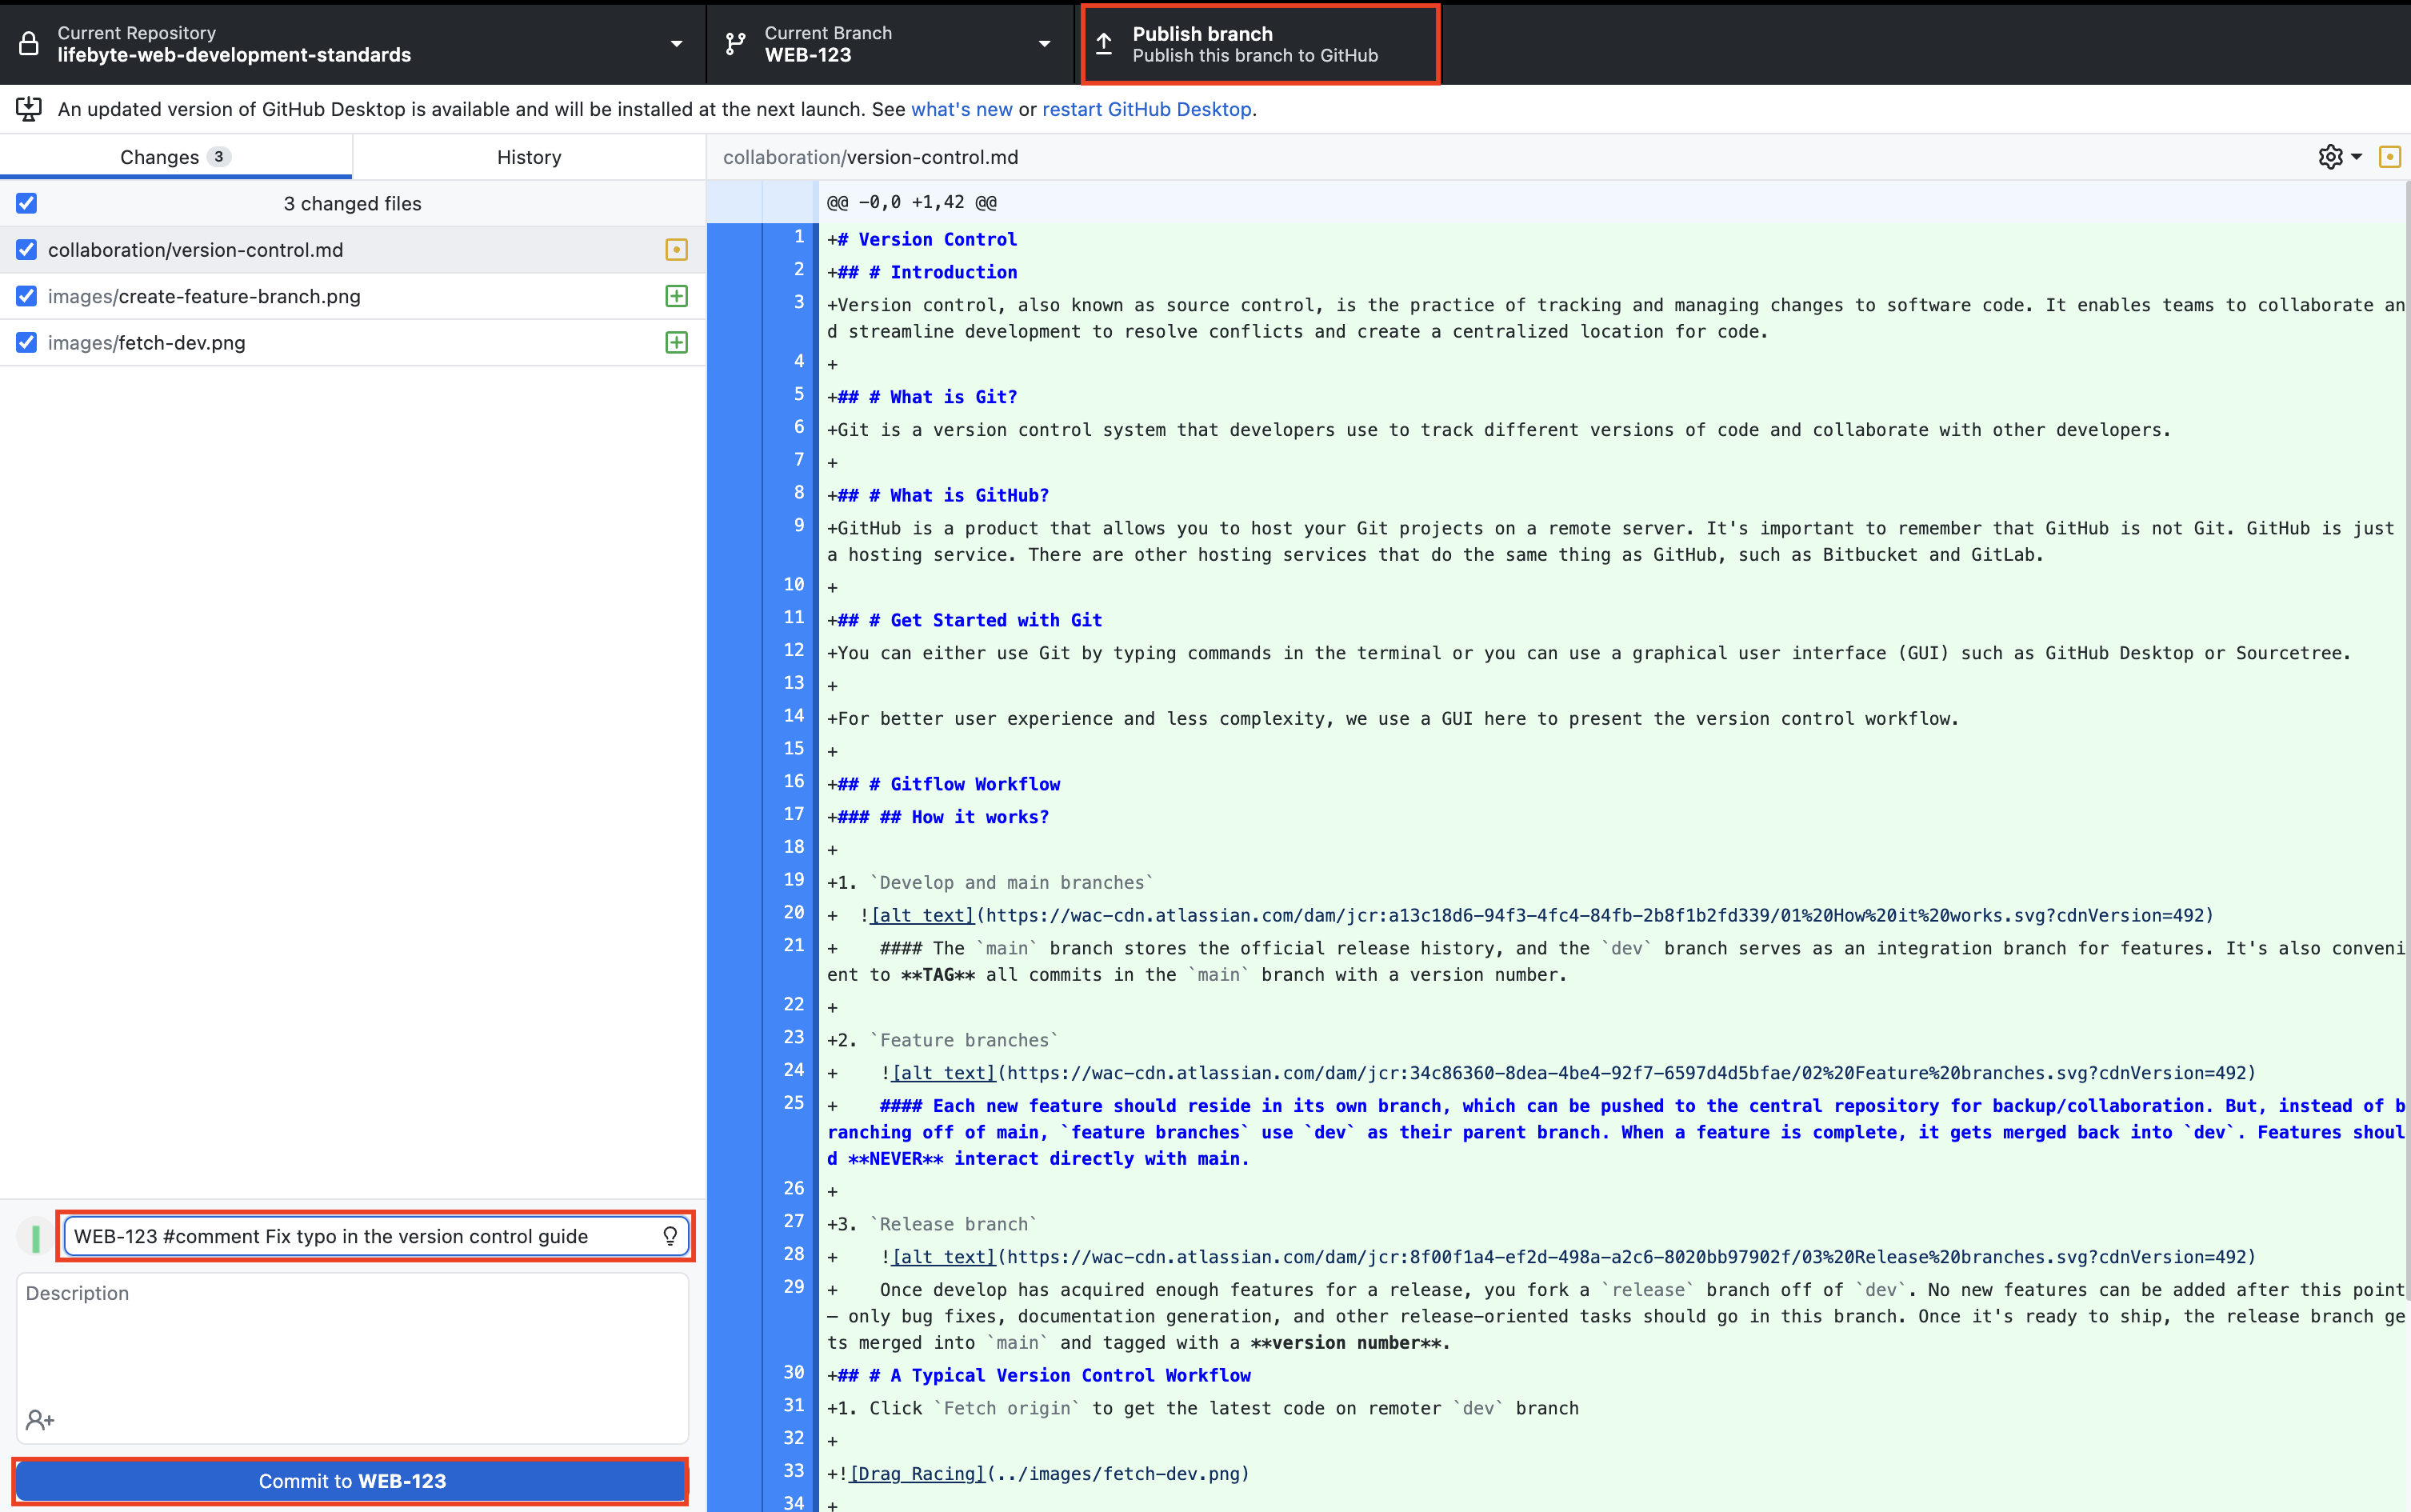 Current Repository
lifebyte-web-development-standards
Current Branch
WEB-123
Publish branch
Publish this branch to GitHub
An updated version of GitHub Desktop is available and will be installed at the next launch. See what's new or restart GitHub Desktop.
Changes 3
History
collaboration/version-control.md
3 changed files
collaboration/version-control.md
images/create-feature-branch.png
images/fetch-dev.png
WEB-123 #comment Fix typo in the version control guide
Description
Commit to WEB-123
@@ -0,0 +1,42 @@
1 +# Version Control
2 +## # Introduction
3 +Version control, also known as source control, is the practice of tracking and managing changes to software code. It enables teams to collaborate an
d streamline development to resolve conflicts and create a centralized location for code.
4 +
5 +## # What is Git?
6 +Git is a version control system that developers use to track different versions of code and collaborate with other developers.
7 +
8 +## # What is GitHub?
9 +GitHub is a product that allows you to host your Git projects on a remote server. It's important to remember that GitHub is not Git. GitHub is just
a hosting service. There are other hosting services that do the same thing as GitHub, such as Bitbucket and GitLab.
10 +
11 +## # Get Started with Git
12 +You can either use Git by typing commands in the terminal or you can use a graphical user interface (GUI) such as GitHub Desktop or Sourcetree.
13 +
14 +For better user experience and less complexity, we use a GUI here to present the version control workflow.
15 +
16 +## # Gitflow Workflow
17 +### ## How it works?
18 +
19 +1. `Develop and main branches`
20 +  ![alt text](https://wac-cdn.atlassian.com/dam/jcr:a13c18d6-94f3-4fc4-84fb-2b8f1b2fd339/01%20How%20it%20works.svg?cdnVersion=492)
21 +    #### The `main` branch stores the official release history, and the `dev` branch serves as an integration branch for features. It's also conveni
ent to **TAG** all commits in the `main` branch with a version number.
22 +
23 +2. `Feature branches`
24 +    ![alt text](https://wac-cdn.atlassian.com/dam/jcr:34c86360-8dea-4be4-92f7-6597d4d5bfae/02%20Feature%20branches.svg?cdnVersion=492)
25 +    #### Each new feature should reside in its own branch, which can be pushed to the central repository for backup/collaboration. But, instead of b
ranching off of main, `feature branches` use `dev` as their parent branch. When a feature is complete, it gets merged back into `dev`. Features shoul
d **NEVER** interact directly with main.
26 +
27 +3. `Release branch`
28 +    ![alt text](https://wac-cdn.atlassian.com/dam/jcr:8f00f1a4-ef2d-498a-a2c6-8020bb97902f/03%20Release%20branches.svg?cdnVersion=492)
29 +    Once develop has acquired enough features for a release, you fork a `release` branch off of `dev`. No new features can be added after this point
— only bug fixes, documentation generation, and other release-oriented tasks should go in this branch. Once it's ready to ship, the release branch ge
ts merged into `main` and tagged with a **version number**.
30 +## # A Typical Version Control Workflow
31 +1. Click `Fetch origin` to get the latest code on remoter `dev` branch
32 +
33 +![Drag Racing](../images/fetch-dev.png)
34 +